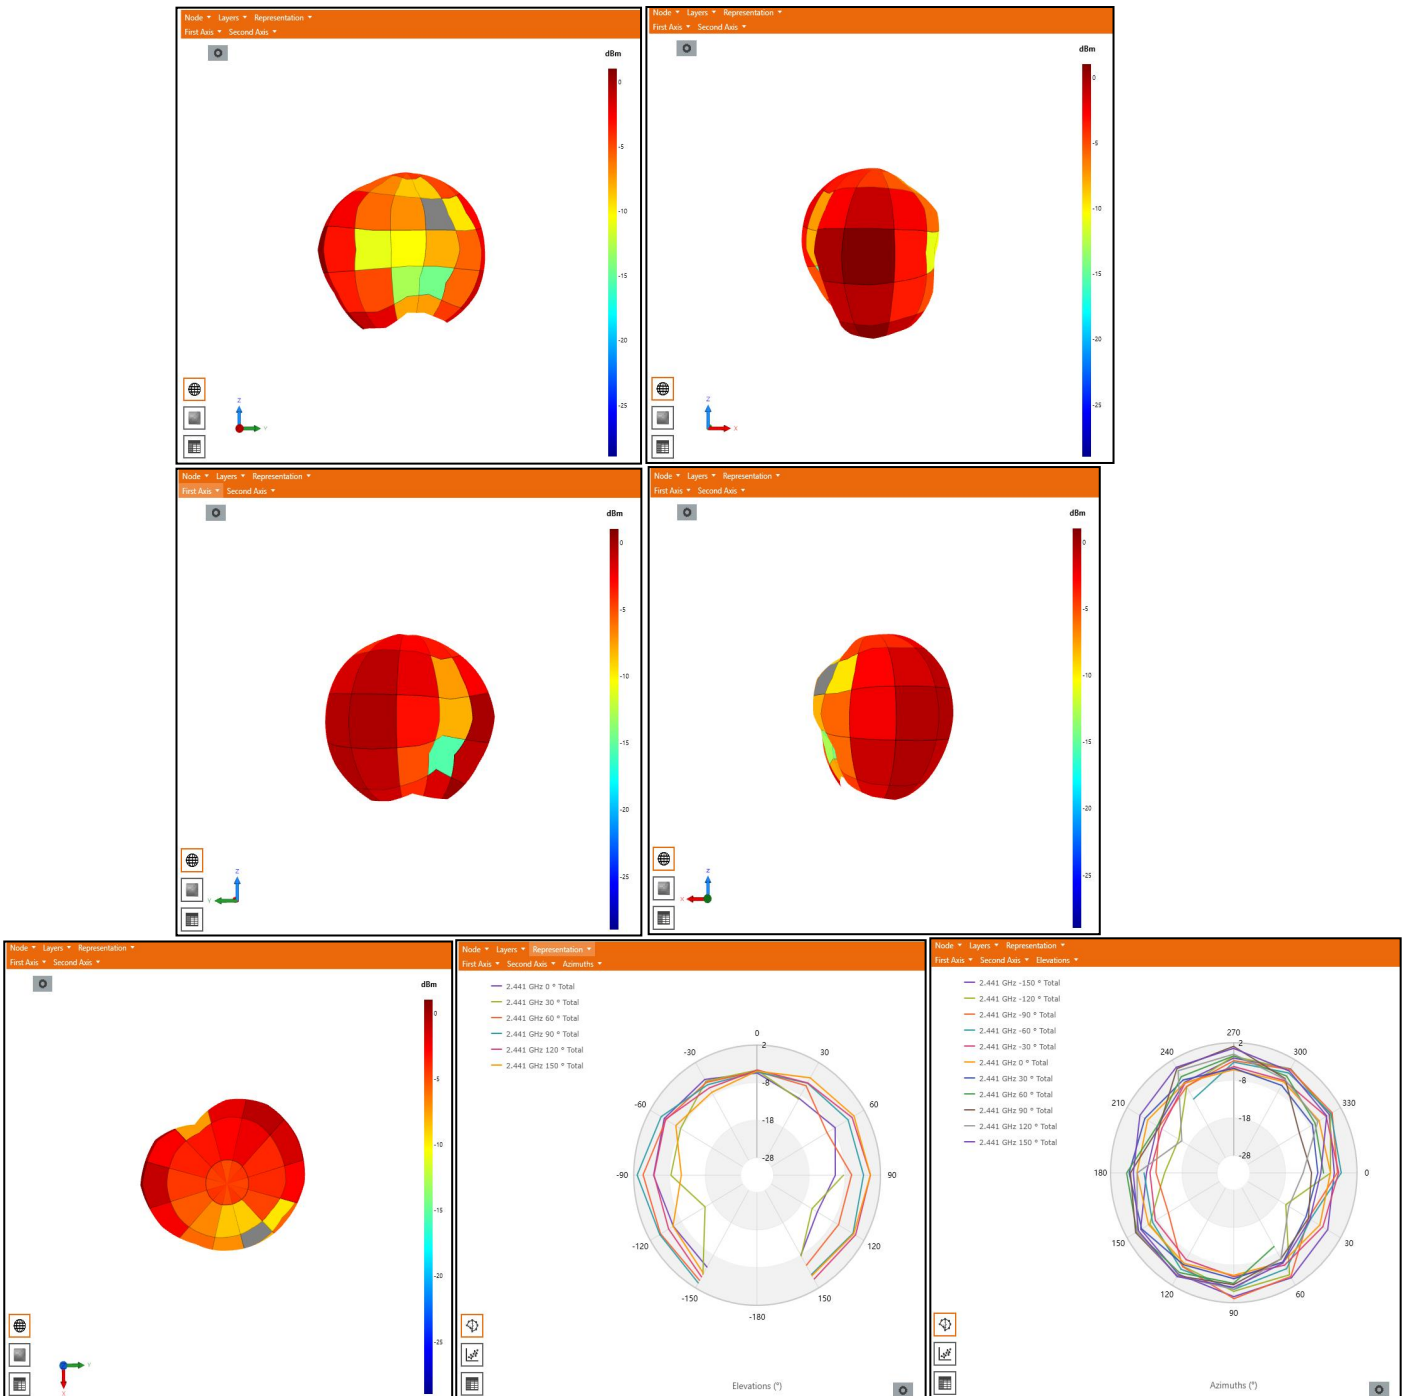 Node Layers Representation
First Axis Second Axis
dBm
0
-5
-10
-15
-20
-25
Z
Y
Node Layers Representation
First Axis Second Axis
dBm
0
-5
-10
-15
-20
-25
Z
X
Node Layers Representation
First Axis Second Axis
dBm
0
-5
-10
-15
-20
-25
Z
Y
Node Layers Representation
First Axis Second Axis
dBm
0
-5
-10
-15
-20
-25
Z
X
Node Layers Representation
First Axis Second Axis
dBm
0
-5
-10
-15
-20
-25
Y
X
Node Layers Representation
First Axis Second Axis Azimuths
2.441 GHz 0 ° Total
2.441 GHz 30 ° Total
2.441 GHz 60 ° Total
2.441 GHz 90 ° Total
2.441 GHz 120 ° Total
2.441 GHz 150 ° Total
0
2
-30 30
-8
-60 60
-18
-28
-90 90
-120 120
-150 150
-180
Elevations (°)
Node Layers Representation
First Axis Second Axis Elevations
2.441 GHz -150 ° Total
2.441 GHz -120 ° Total
2.441 GHz -90 ° Total
2.441 GHz -60 ° Total
2.441 GHz -30 ° Total
2.441 GHz 0 ° Total
2.441 GHz 30 ° Total
2.441 GHz 60 ° Total
2.441 GHz 90 ° Total
2.441 GHz 120 ° Total
2.441 GHz 150 ° Total
270
2
240 300
-8
210 330
-18
-28
180 0
150 30
120 60
90
Azimuths (°)